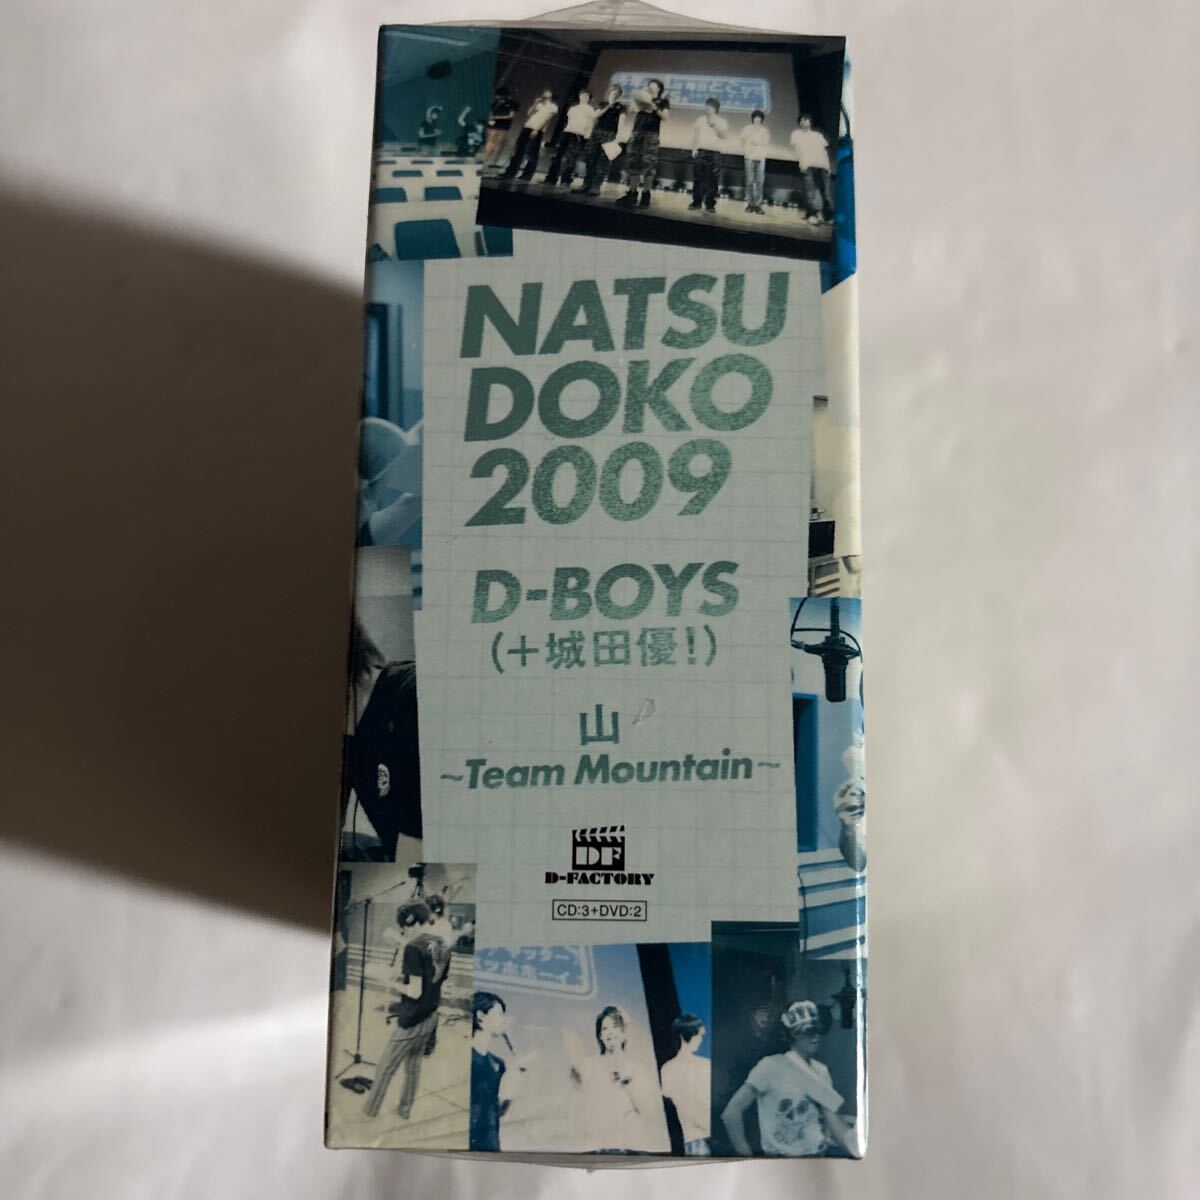 NATSU
DOKO
2009
D-BOYS
(+城田優!)
山
~Team Mountain~
DF
D-FACTORY
CD:3+DVD:2